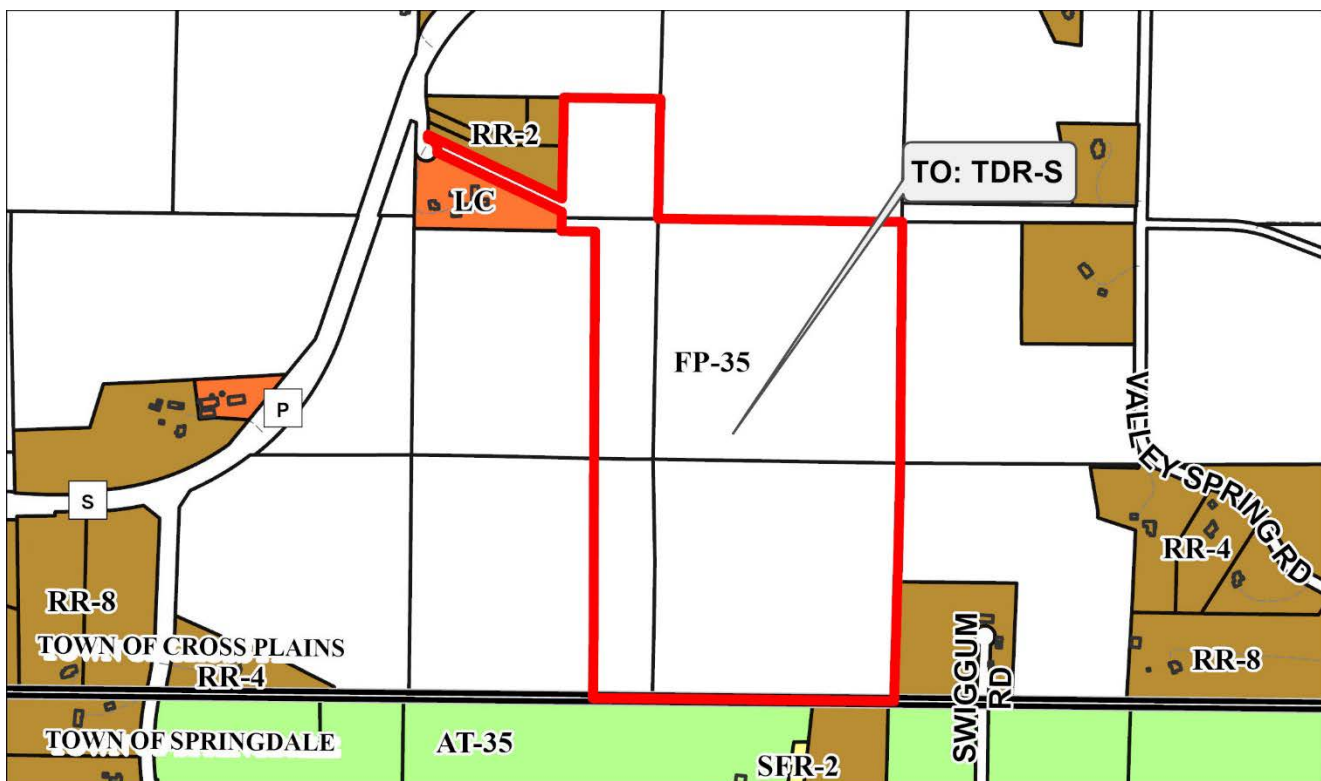 RR-2
TO: TDR-S
LC
FP-35
P
VALLEY SPRING RD
S
RR-4
RR-8
TOWN OF CROSS PLAINS
RR-4
RR-8
SWIGGUM
RD
TOWN OF SPRINGDALE
AT-35
SFR-2